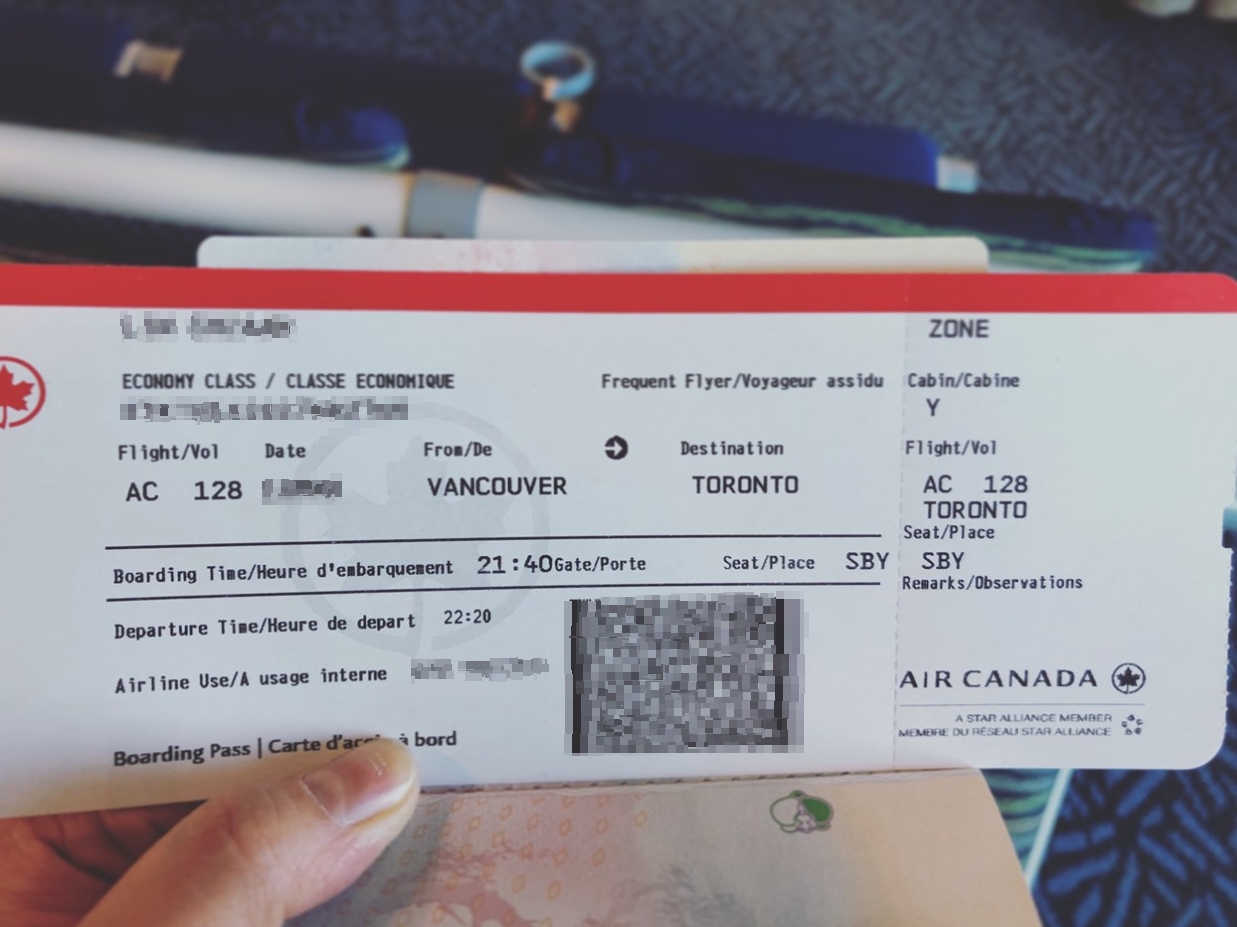 ZONE
ECONOMY CLASS / CLASSE ECONOMIQUE
Frequent Flyer/Voyageur assidu
Cabin/Cabine
Y
Flight/Vol Date From/De Destination
Flight/Vol
AC 128 VANCOUVER TORONTO
AC 128
TORONTO
Seat/Place
Boarding Time/Heure d'embarquement 21:40 Gate/Porte Seat/Place SBY
SBY
Remarks/Observations
Departure Time/Heure de depart 22:20
Airline Use/A usage interne
AIR CANADA
A STAR ALLIANCE MEMBER
MEMBRE DU RÉSEAU STAR ALLIANCE
Boarding Pass | Carte à bord